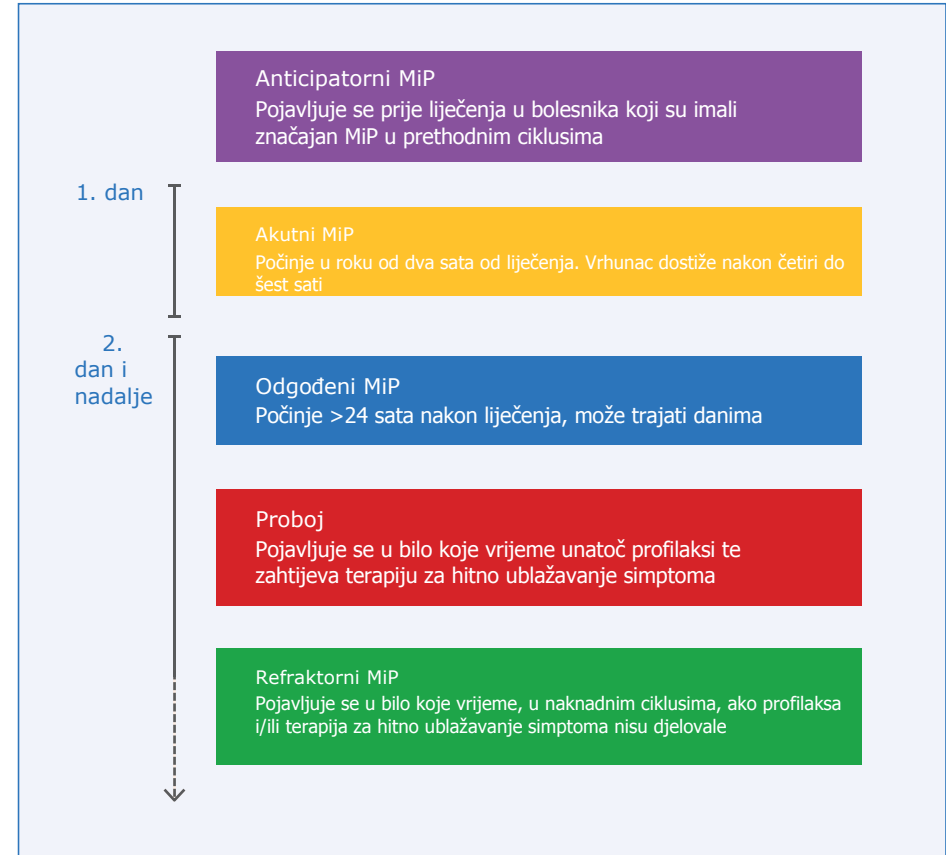 Anticipatorni MiP
Pojavljuje se prije liječenja u bolesnika koji su imali
značajan MiP u prethodnim ciklusima
1. dan
Akutni MiP
Počinje u roku od dva sata od liječenja. Vrhunac dostiže nakon četiri do
šest sati
2.
dan i
nadalje
Odgođeni MiP
Počinje >24 sata nakon liječenja, može trajati danima
Proboj
Pojavljuje se u bilo koje vrijeme unatoč profilaksi te
zahtijeva terapiju za hitno ublažavanje simptoma
Refraktorni MiP
Pojavljuje se u bilo koje vrijeme, u naknadnim ciklusima, ako profilaksa
i/ili terapija za hitno ublažavanje simptoma nisu djelovale